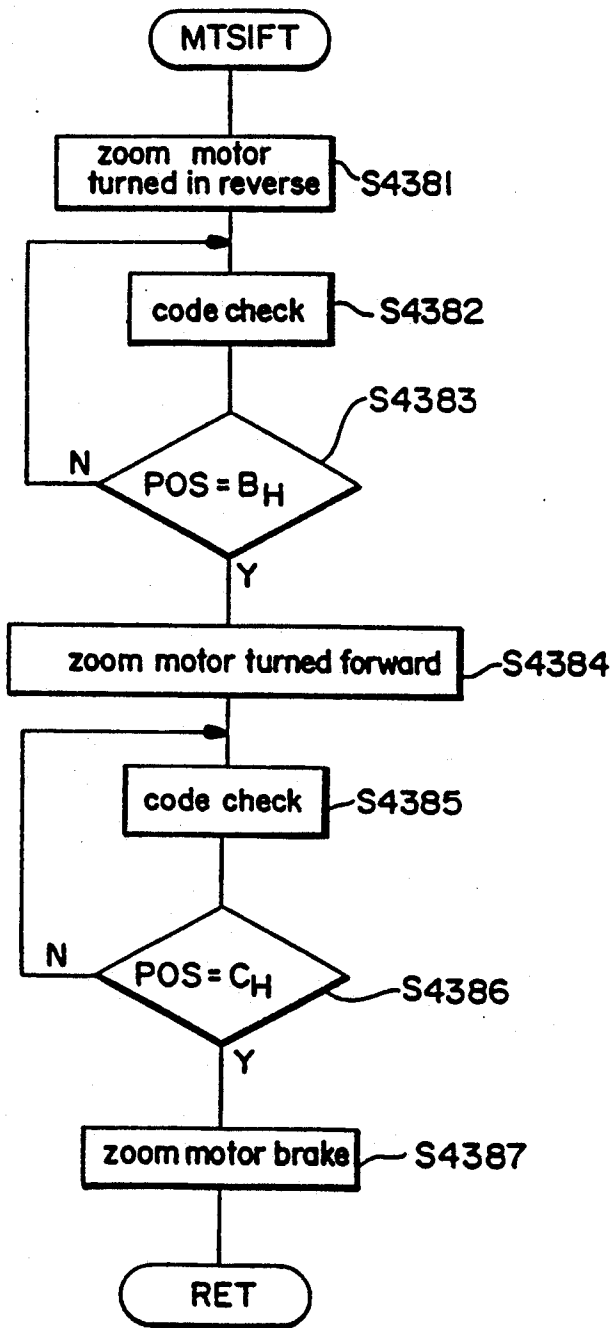 MTSIFT
zoom motor
turned in reverse
S4381
code check
S4382
S4383
N
POS = BH
Y
zoom motor turned forward
S4384
code check
S4385
N
POS = CH
S4386
Y
zoom motor brake
S4387
RET